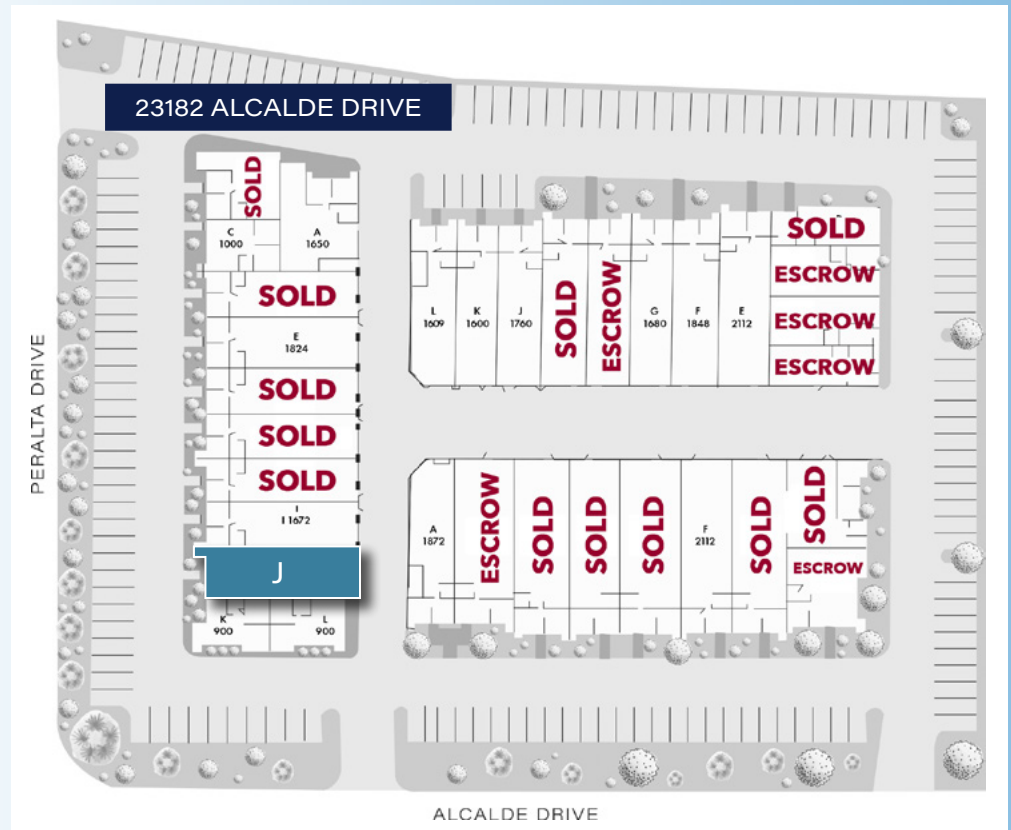 23182 ALCALDE DRIVE
PERALTA DRIVE
SOLD
C
1000
A
1650
SOLD
E
1824
SOLD
SOLD
SOLD
I
I 1672
J
K
900
L
900
L
1609
K
1600
J
1760
SOLD
ESCROW
G
1680
F
1848
E
2112
SOLD
ESCROW
ESCROW
ESCROW
A
1872
ESCROW
SOLD
SOLD
SOLD
F
2112
SOLD
SOLD
ESCROW
ALCALDE DRIVE